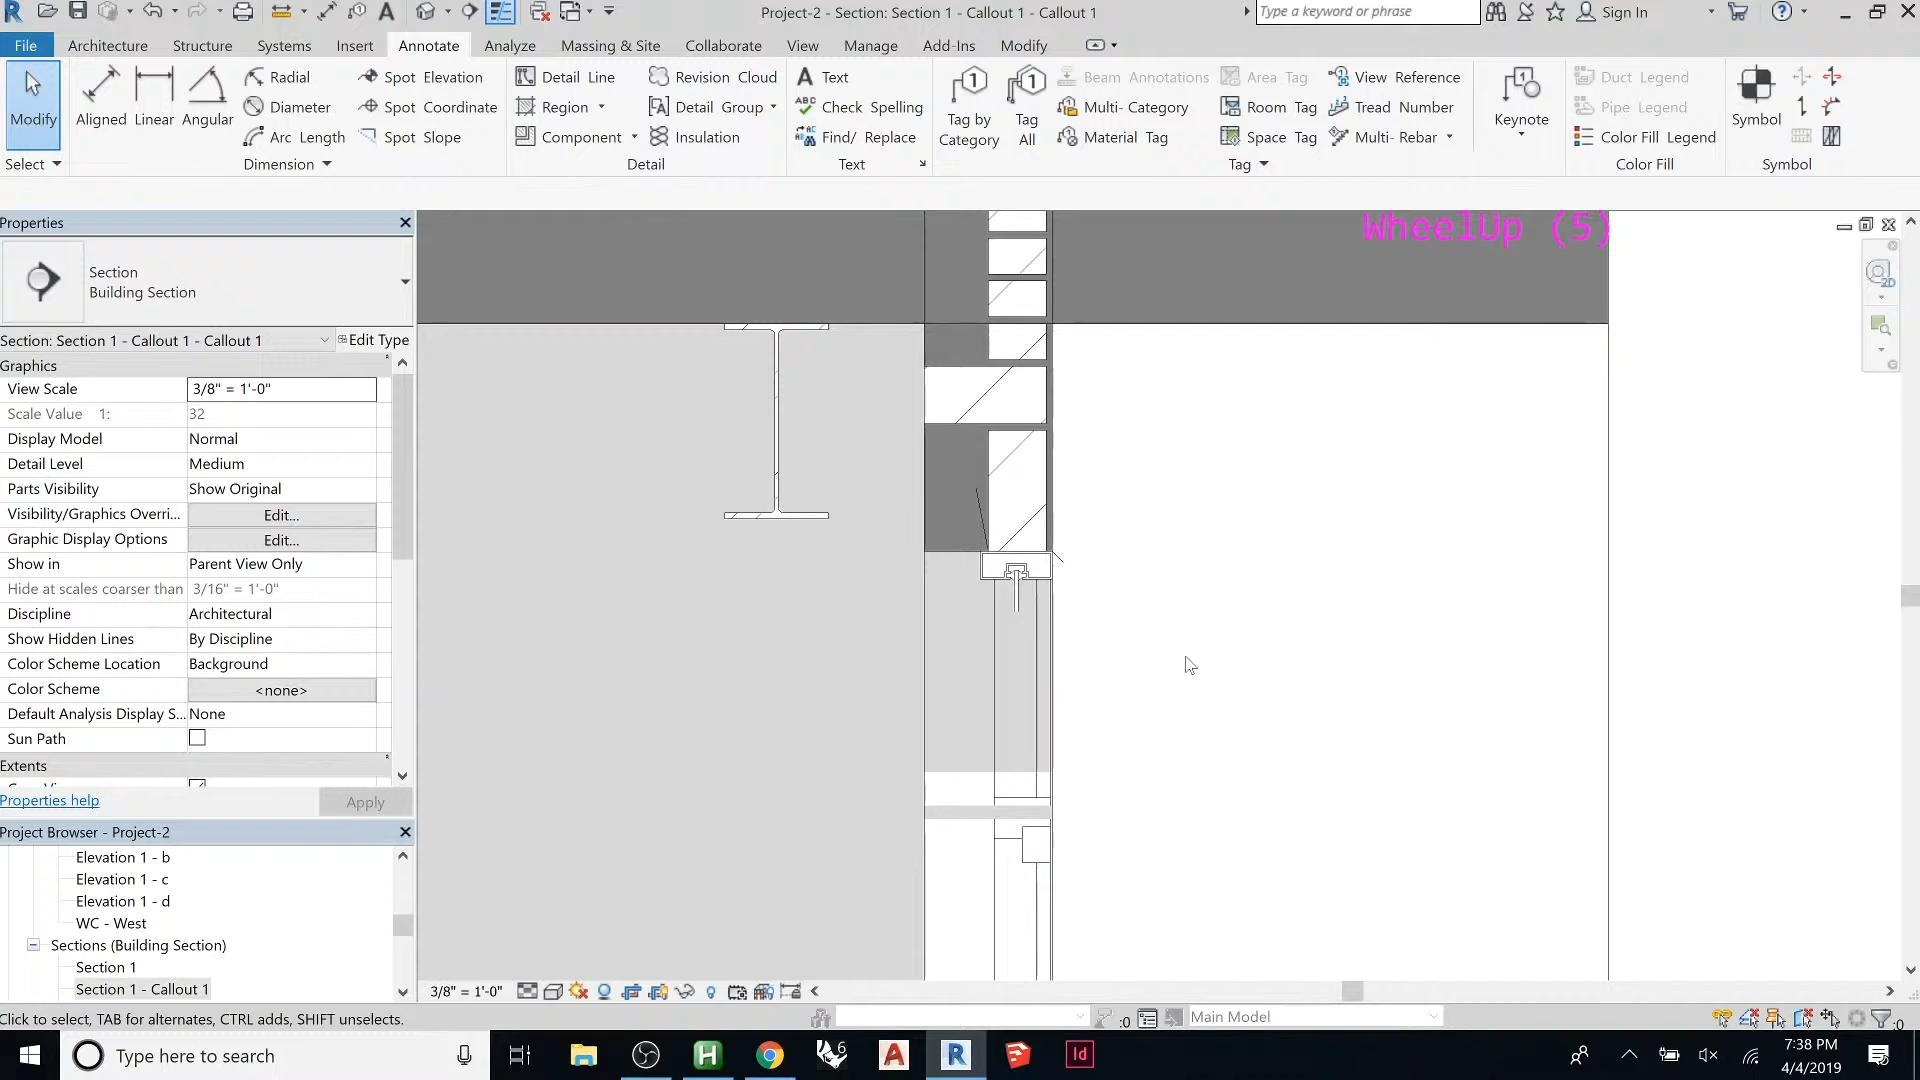 Project-2 - Section: Section 1 - Callout 1 - Callout 1
Type a keyword or phrase
Sign In
File
Architecture
Structure
Systems
Insert
Annotate
Analyze
Massing & Site
Collaborate
View
Manage
Add-Ins
Modify
Modify
Select
Aligned
Linear
Angular
Radial
Diameter
Arc Length
Spot Elevation
Spot Coordinate
Spot Slope
Dimension
Detail Line
Region
Component
Revision Cloud
Detail Group
Insulation
Detail
Text
Check Spelling
Find/ Replace
Text
Tag by
Category
Tag
All
Beam Annotations
Multi- Category
Material Tag
Area Tag
Room Tag
Space Tag
View Reference
Tread Number
Multi- Rebar
Tag
Keynote
Duct Legend
Pipe Legend
Color Fill Legend
Color Fill
Symbol
Symbol
Properties
Section
Building Section
Section: Section 1 - Callout 1 - Callout 1
Edit Type
Graphics
View Scale 3/8" = 1'-0"
Scale Value 1: 32
Display Model Normal
Detail Level Medium
Parts Visibility Show Original
Visibility/Graphics Overri... Edit...
Graphic Display Options Edit...
Show in Parent View Only
Hide at scales coarser than 3/16" = 1'-0"
Discipline Architectural
Show Hidden Lines By Discipline
Color Scheme Location Background
Color Scheme <none>
Default Analysis Display S... None
Sun Path
Extents
Properties help
Apply
Project Browser - Project-2
Elevation 1 - b
Elevation 1 - c
Elevation 1 - d
WC - West
Sections (Building Section)
Section 1
Section 1 - Callout 1
WheelUp (5)
2D
3/8" = 1'-0"
Click to select, TAB for alternates, CTRL adds, SHIFT unselects.
:0
Main Model
:0
Type here to search
7:38 PM
4/4/2019